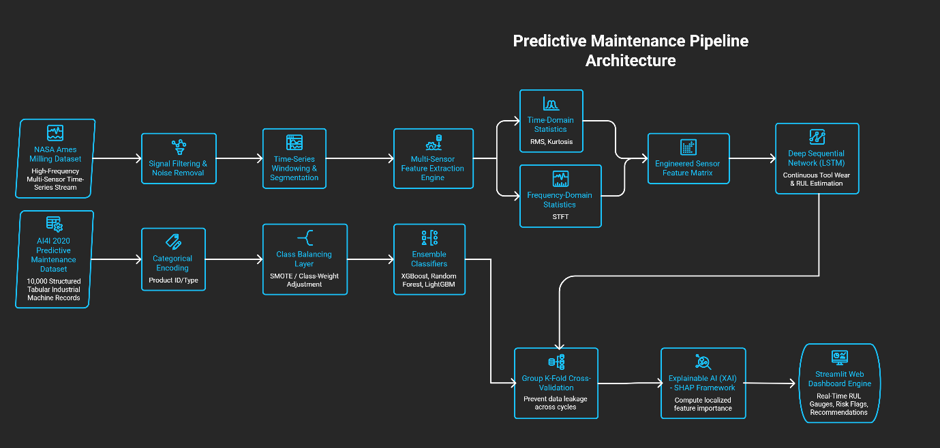 Predictive Maintenance Pipeline
Architecture
NASA Ames
Milling Dataset
High-Frequency
Multi-Sensor Time-
Series Stream
Signal Filtering &
Noise Removal
Time-Series
Windowing &
Segmentation
Multi-Sensor
Feature Extraction
Engine
Time-Domain
Statistics
RMS, Kurtosis
Frequency-Domain
Statistics
STFT
Engineered Sensor
Feature Matrix
Deep Sequential
Network (LSTM)
Continuous Tool Wear
& RUL Estimation
AI4I 2020
Predictive
Maintenance
Dataset
10,000 Structured
Tabular Industrial
Machine Records
Categorical
Encoding
Product ID/Type
Class Balancing
Layer
SMOTE / Class-Weight
Adjustment
Ensemble
Classifiers
XGBoost, Random
Forest, LightGBM
Group K-Fold Cross-
Validation
Prevent data leakage
across cycles
Explainable AI (XAI)
- SHAP Framework
Compute localized
feature importance
Streamlit Web
Dashboard Engine
Real-Time RUL
Gauges, Risk Flags,
Recommendations